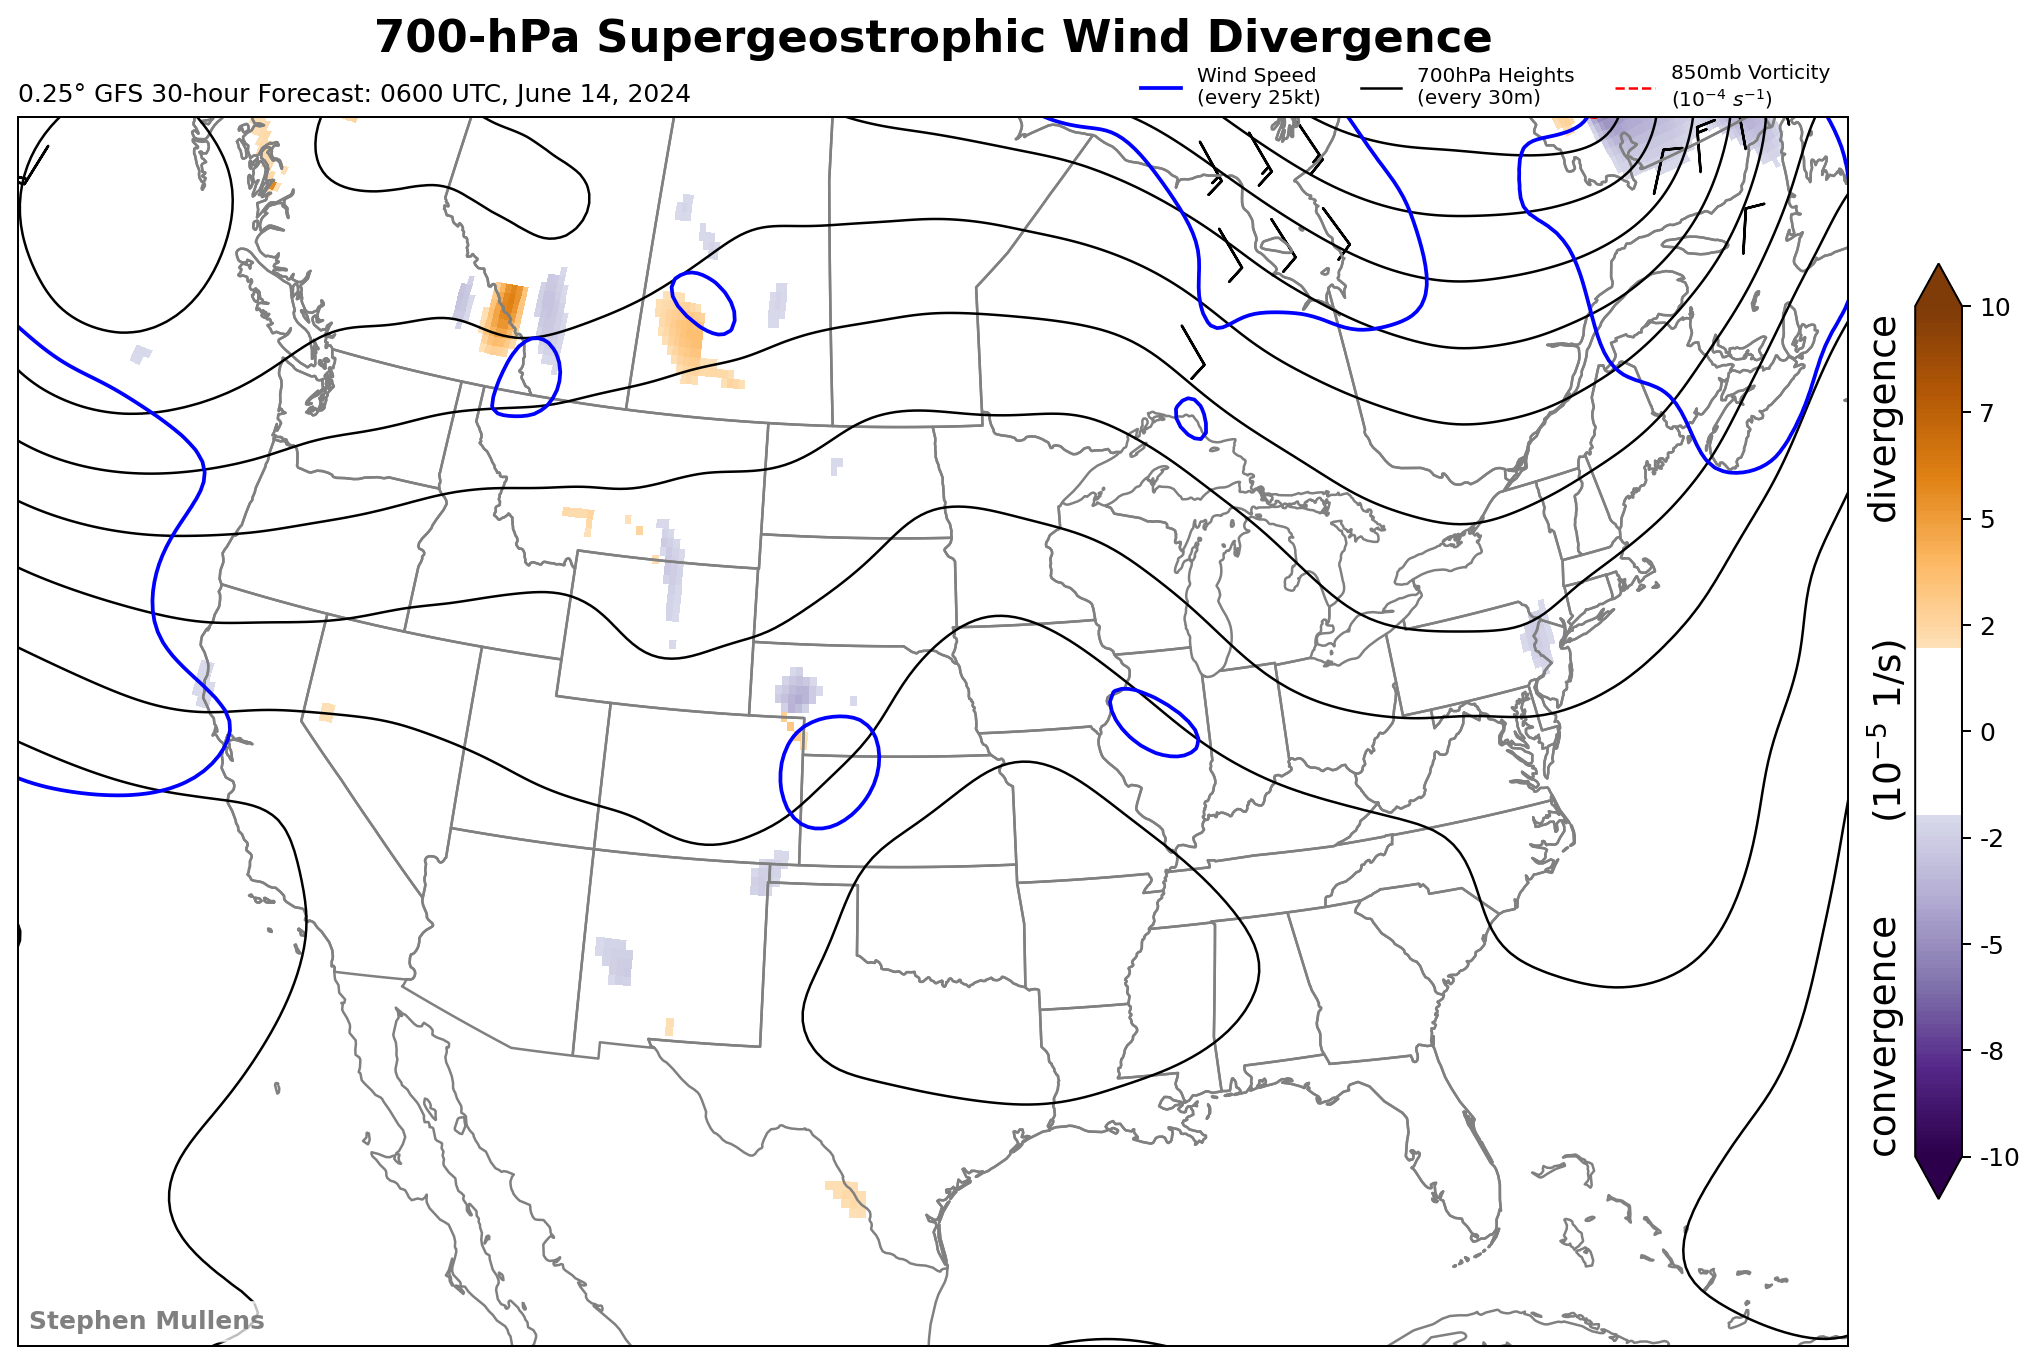 700-hPa Supergeostrophic Wind Divergence
0.25° GFS 30-hour Forecast: 0600 UTC, June 14, 2024
Wind Speed
(every 25kt)
700hPa Heights
(every 30m)
850mb Vorticity
(10⁻⁴ s⁻¹)
10
7
5
2
0
-2
-5
-8
-10
convergence (10⁻⁵ 1/s) divergence
Stephen Mullens